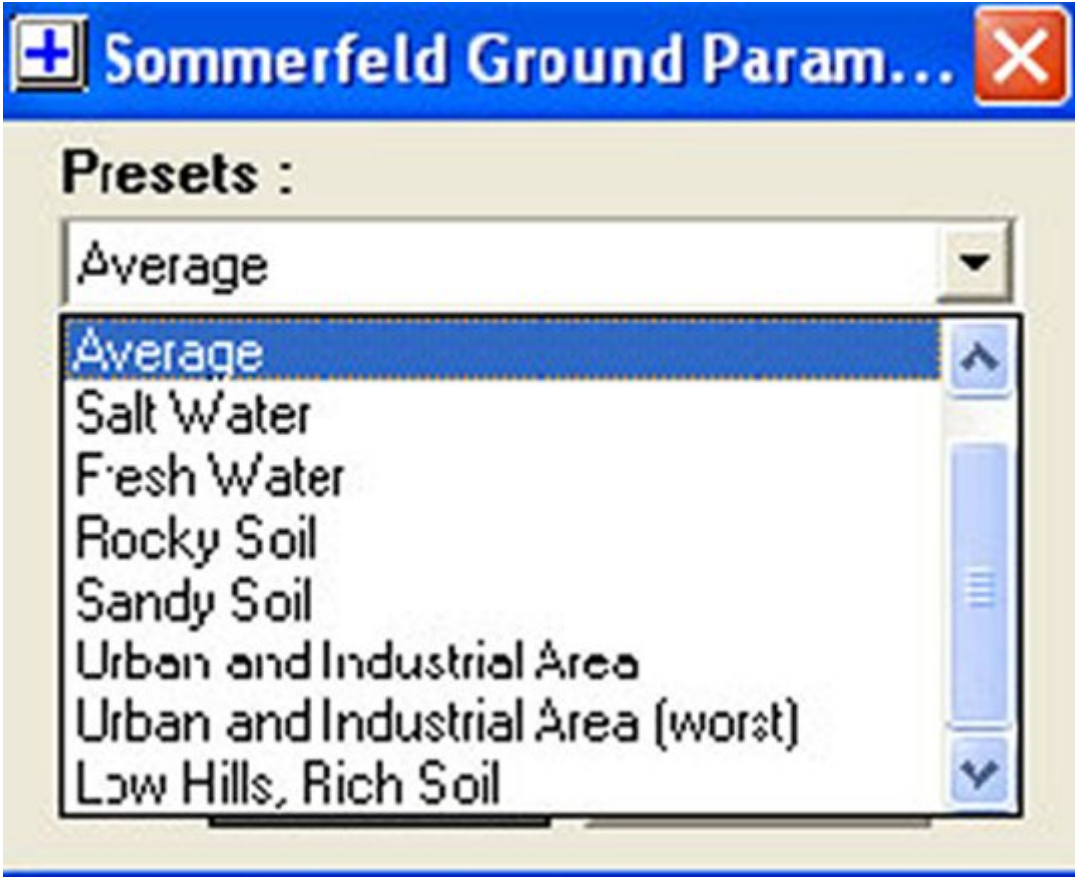 Sommerfeld Ground Param...
Presets :
Average
Average
Salt Water
Fresh Water
Rocky Soil
Sandy Soil
Urban and Industrial Area
Urban and Industrial Area (worst)
Low Hills, Rich Soil